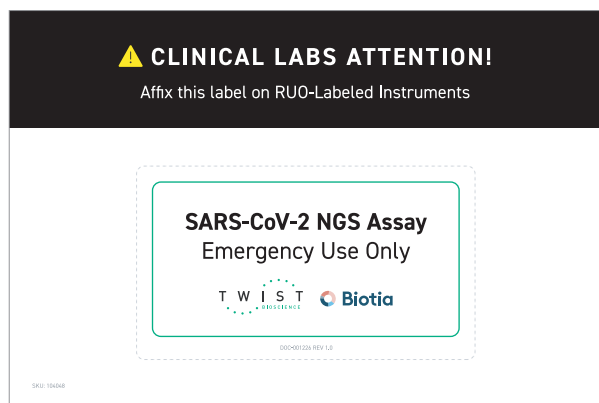 CLINICAL LABS ATTENTION!
Affix this label on RUO-Labeled Instruments
SARS-CoV-2 NGS Assay
Emergency Use Only
TWIST
BIOSCIENCE
Biotia
DOC-001226 REV 1.0
SKU: 104048